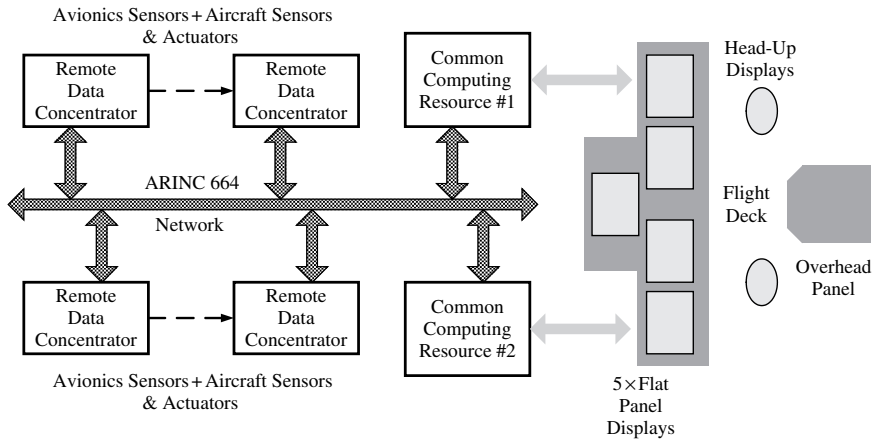 Avionics Sensors + Aircraft Sensors
& Actuators
Remote
Data
Concentrator
Remote
Data
Concentrator
Common
Computing
Resource #1
Head-Up
Displays
ARINC 664
Network
Flight
Deck
Overhead
Panel
Remote
Data
Concentrator
Remote
Data
Concentrator
Common
Computing
Resource #2
Avionics Sensors + Aircraft Sensors
& Actuators
5×Flat
Panel
Displays